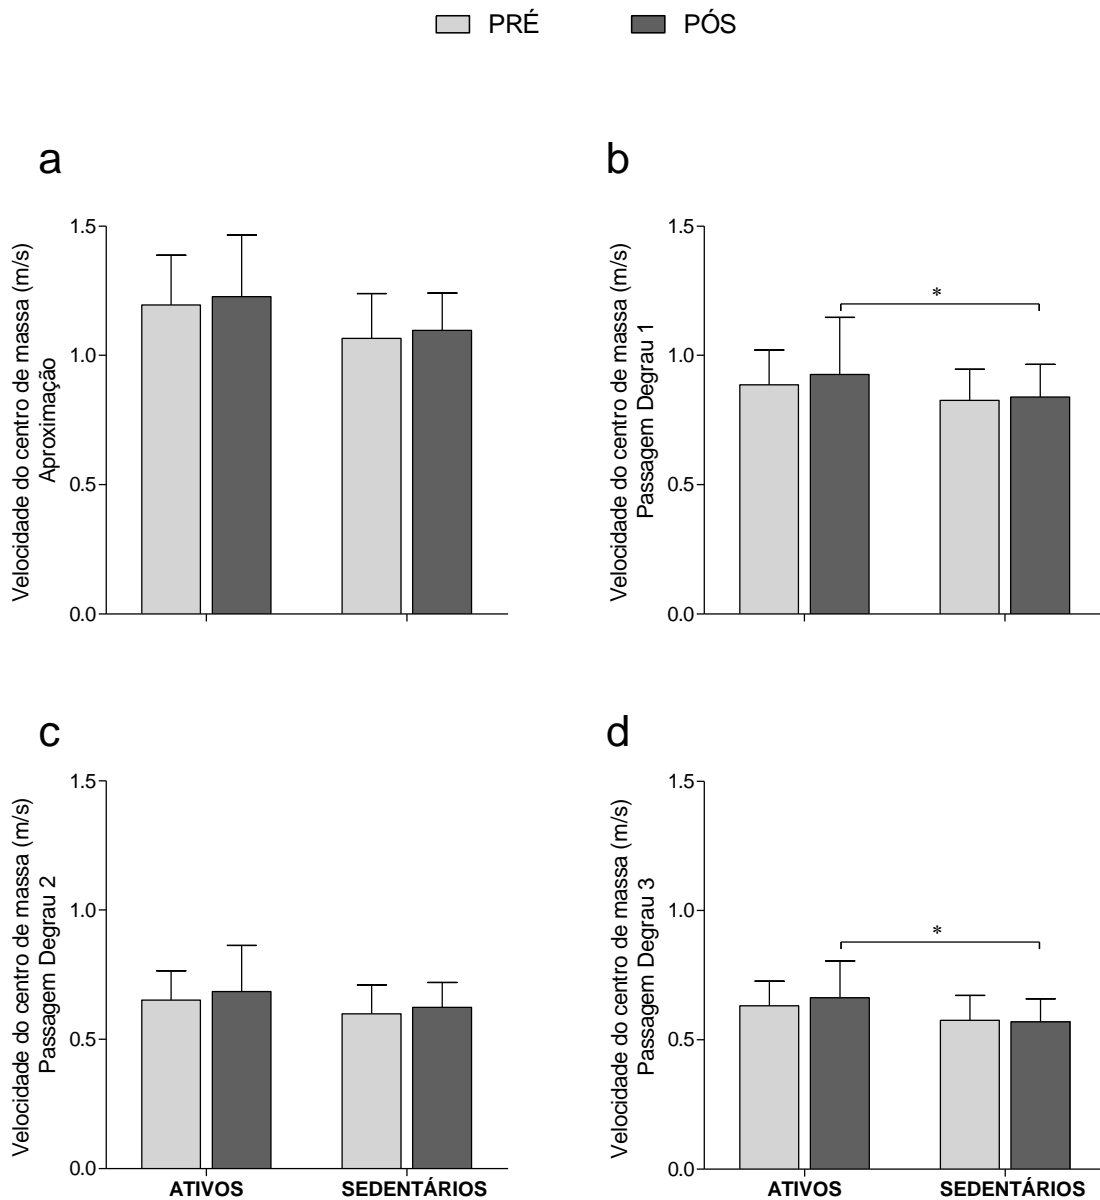 PRÉ PÓS
a
Velocidade do centro de massa (m/s)
Aproximação
1.5
1.0
0.5
0.0
b
Velocidade do centro de massa (m/s)
Passagem Degrau 1
1.5
1.0
0.5
0.0
*
c
Velocidade do centro de massa (m/s)
Passagem Degrau 2
1.5
1.0
0.5
0.0
ATIVOS SEDENTÁRIOS
d
Velocidade do centro de massa (m/s)
Passagem Degrau 3
1.5
1.0
0.5
0.0
*
ATIVOS SEDENTÁRIOS